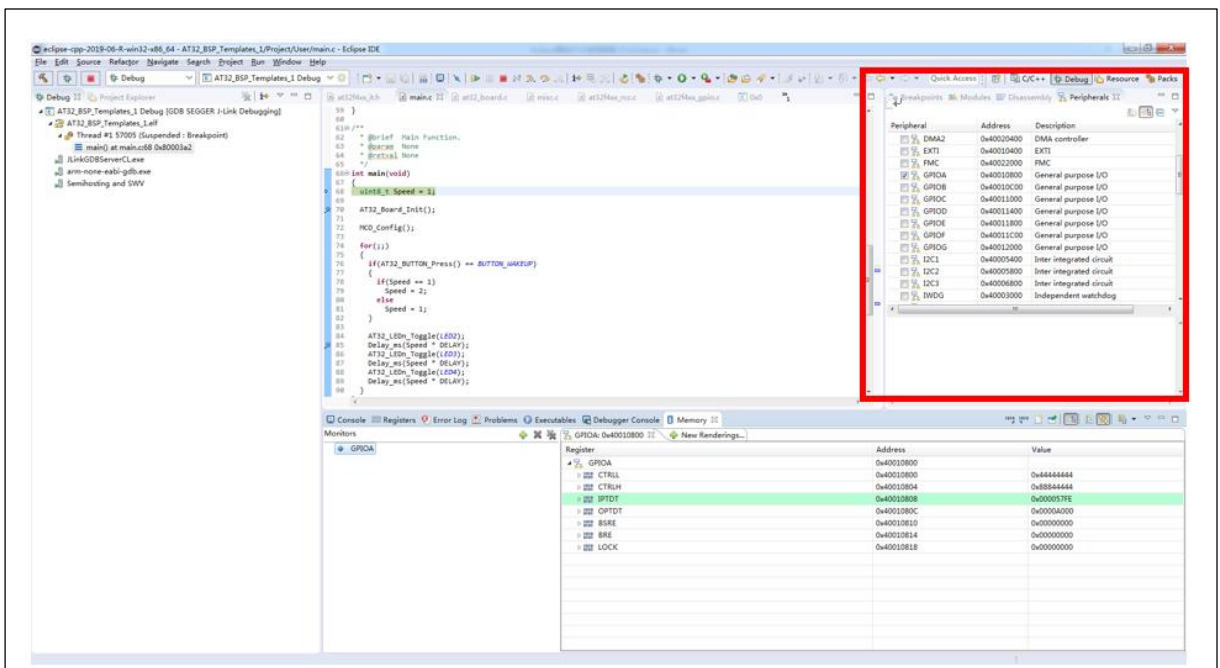 eclipse-cpp-2019-06-R-win32-x86_64 - AT32_BSP_Templates_1/Project/User/main.c - Eclipse IDE
File Edit Source Refactor Navigate Search Project Run Window Help
Debug AT32_BSP_Templates_1 Debug Quick Access C/C++ Debug Resource Packs
Debug Project Explorer
AT32_BSP_Templates_1 Debug [GDB SEGGER J-Link Debugging]
AT32_BSP_Templates_1.elf
Thread #1 57005 (Suspended : Breakpoint)
main() at main.c:68 0x80003a2
JLinkGDBServerCL.exe
arm-none-eabi-gdb.exe
Semihosting and SWV
main.c at32_board.c misc.c 0x0
59 }
60
61 /**
62 * @brief Main Function.
63 * @param None
64 * @retval None
65 */
66 int main(void)
67 {
68 uint8_t Speed = 1;
69
70 AT32_Board_Init();
71
72 MCO_Config();
73
74 for(;;)
75 {
76 if(AT32_BUTTON_Press() == BUTTON_WAKEUP)
77 {
78 if(Speed == 1)
79 Speed = 2;
80 else
81 Speed = 1;
82 }
83
84 AT32_LEDn_Toggle(LED2);
85 Delay_ms(Speed * DELAY);
86 AT32_LEDn_Toggle(LED3);
87 Delay_ms(Speed * DELAY);
88 AT32_LEDn_Toggle(LED4);
89 Delay_ms(Speed * DELAY);
90 }
Breakpoints Modules Disassembly Peripherals
Peripheral Address Description
DMA2 0x40020400 DMA controller
EXTI 0x40010400 EXTI
FMC 0x40022000 FMC
GPIOA 0x40010800 General purpose I/O
GPIOB 0x40010C00 General purpose I/O
GPIOC 0x40011000 General purpose I/O
GPIOD 0x40011400 General purpose I/O
GPIOE 0x40011800 General purpose I/O
GPIOF 0x40011C00 General purpose I/O
GPIOG 0x40012000 General purpose I/O
I2C1 0x40005400 Inter integrated circuit
I2C2 0x40005800 Inter integrated circuit
I2C3 0x40006800 Inter integrated circuit
IWDG 0x40003000 Independent watchdog
Console Registers Error Log Problems Executables Debugger Console Memory
Monitors
GPIOA
GPIOA: 0x40010800 New Renderings...
Register Address Value
GPIOA 0x40010800
CTRLL 0x40010800 0x44444444
CTRLH 0x40010804 0x88844444
IPTDT 0x40010808 0x000057FE
OPTDT 0x4001080C 0x0000A000
BSRE 0x40010810 0x00000000
BRE 0x40010814 0x00000000
LOCK 0x40010818 0x00000000